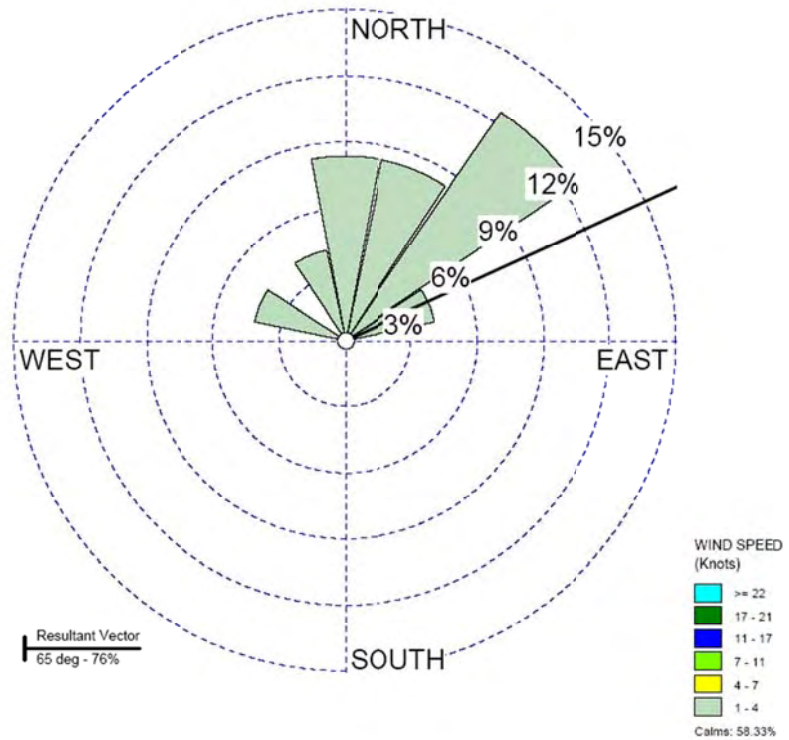 NORTH
15%
12%
9%
6%
3%
WEST
EAST
SOUTH
Resultant Vector
65 deg - 76%
WIND SPEED
(Knots)
>= 22
17 - 21
11 - 17
7 - 11
4 - 7
1 - 4
Calms: 58.33%